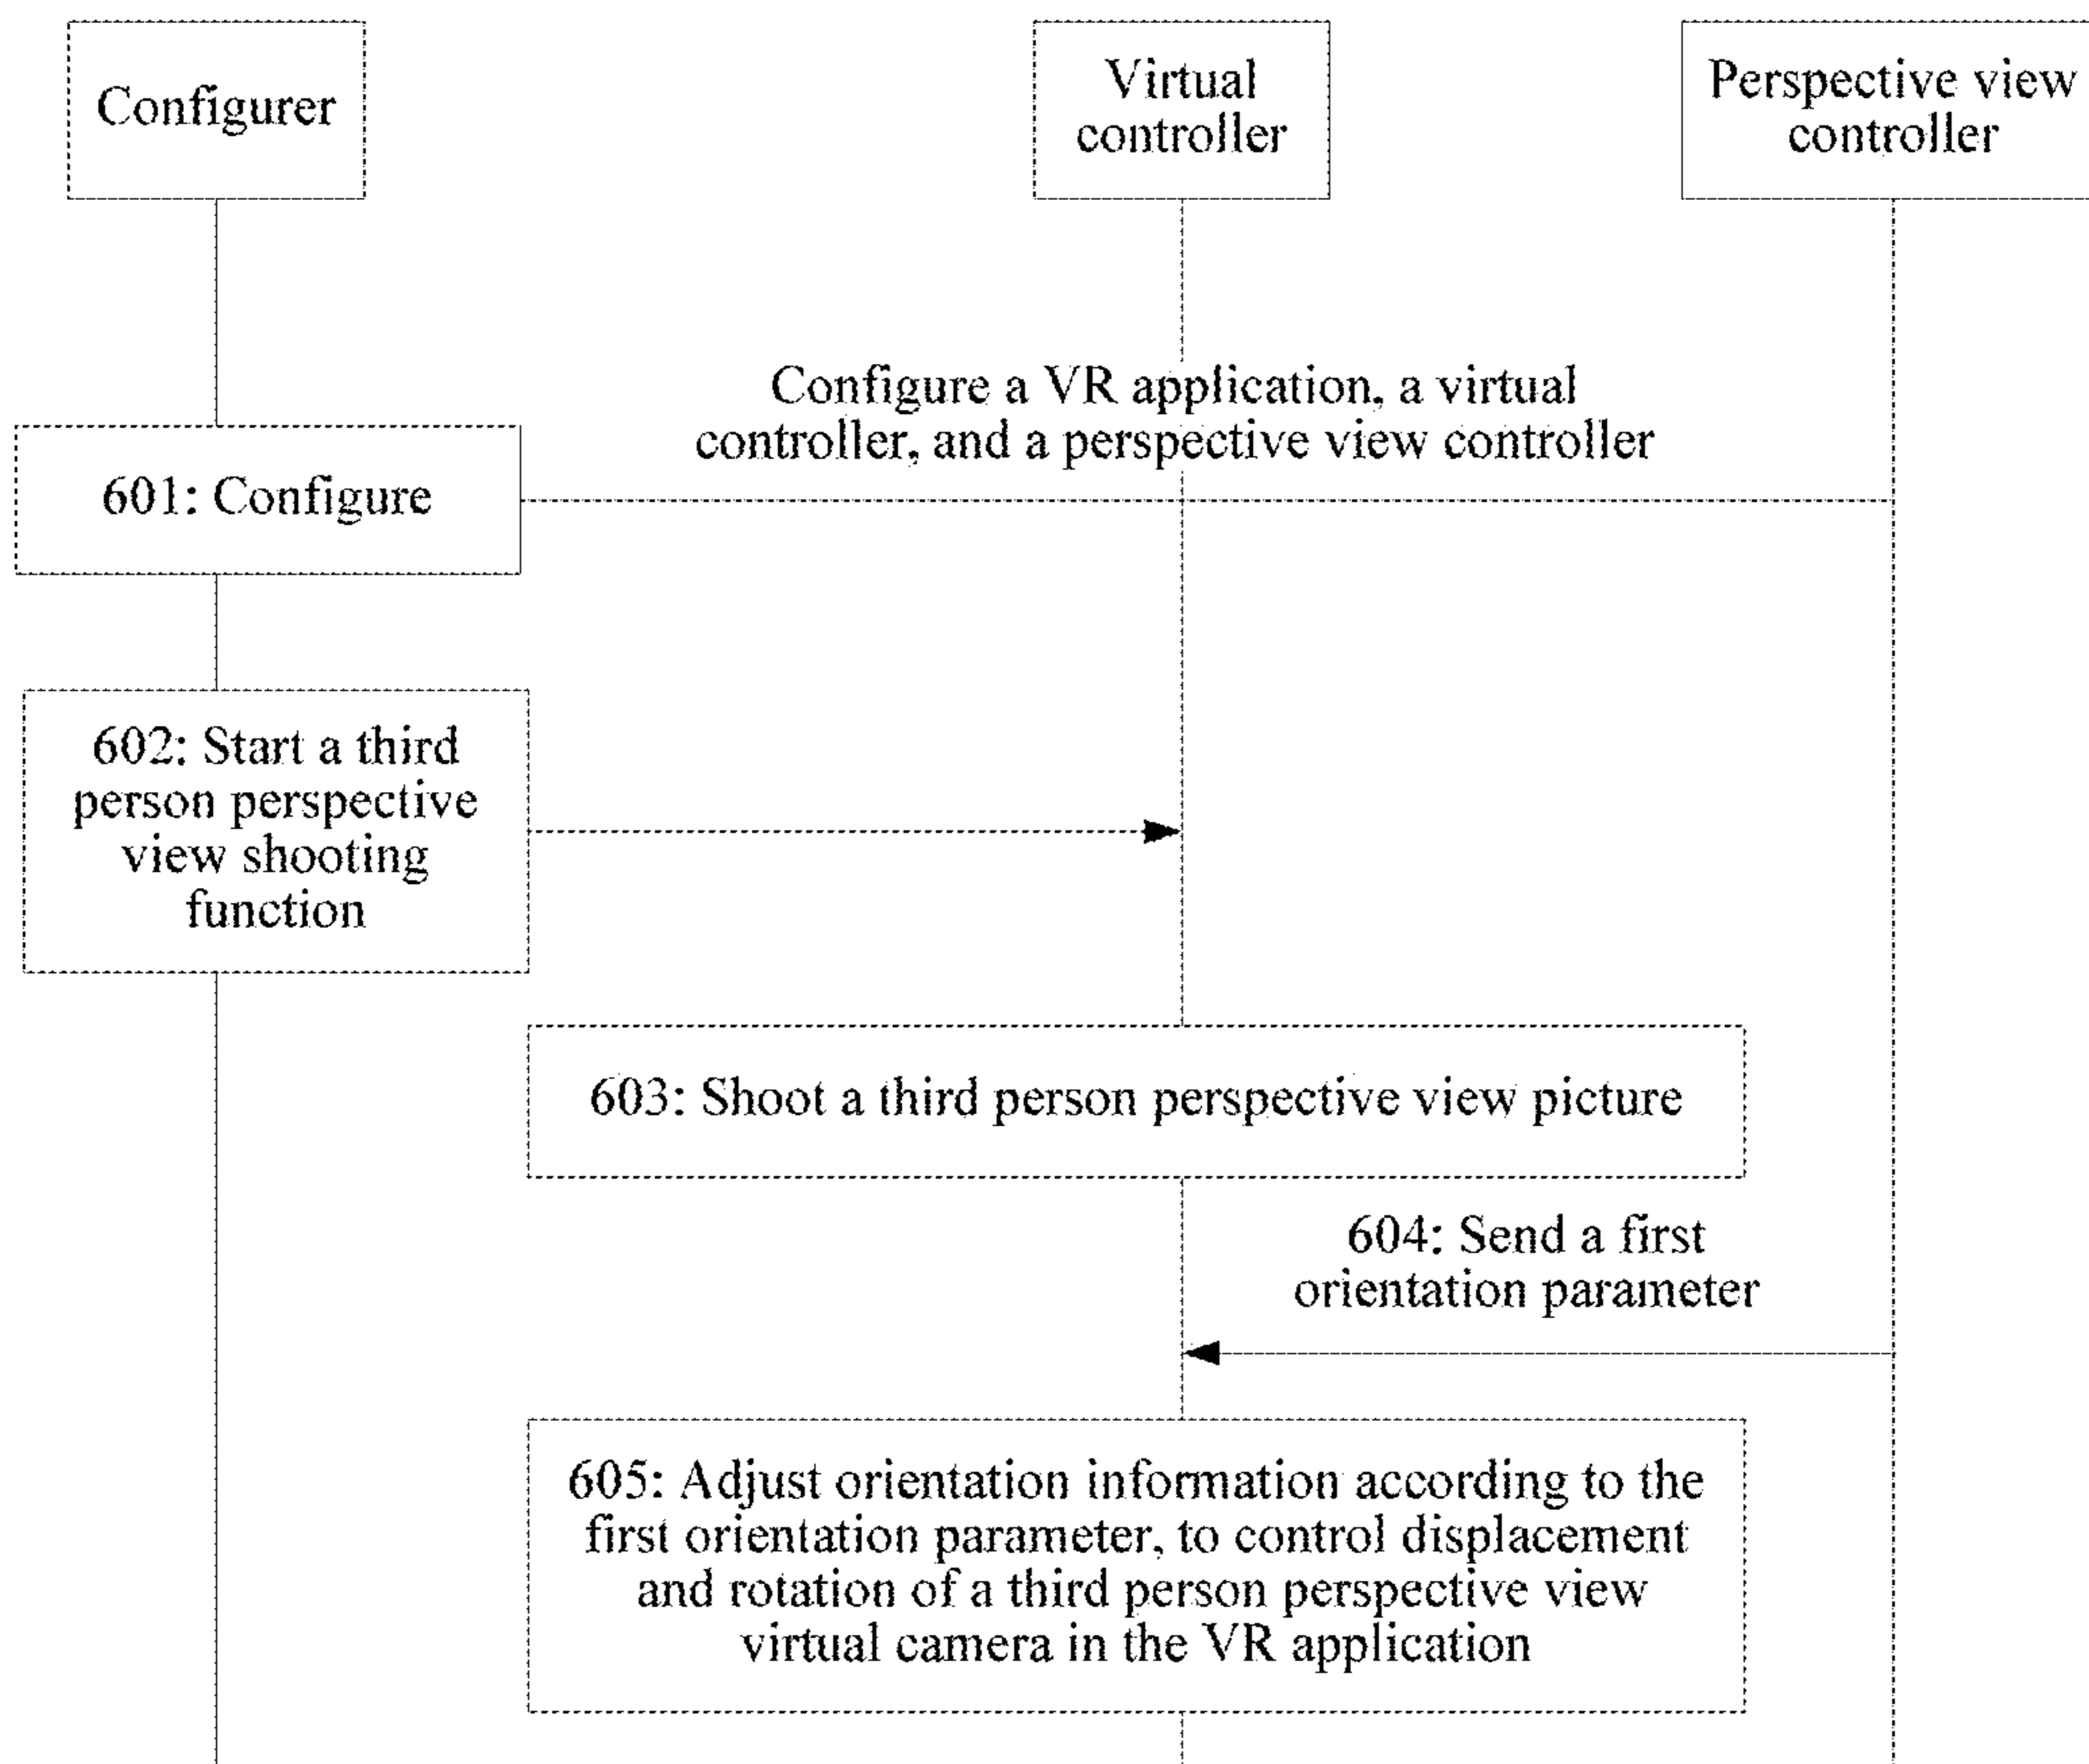 Configurer
Virtual
controller
Perspective view
controller
Configure a VR application, a virtual
controller, and a perspective view controller
601: Configure
602: Start a third
person perspective
view shooting
function
603: Shoot a third person perspective view picture
604: Send a first
orientation parameter
605: Adjust orientation information according to the
first orientation parameter, to control displacement
and rotation of a third person perspective view
virtual camera in the VR application